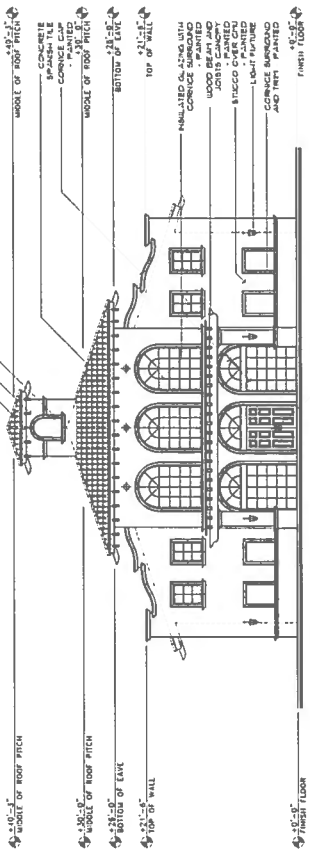 +40'-3"
MIDDLE OF ROOF PITCH
+30'-0"
MIDDLE OF ROOF PITCH
+26'-0"
BOTTOM OF EAVE
+21'-6"
TOP OF WALL
+0'-0"
FINISH FLOOR
+40'-3"
MIDDLE OF ROOF PITCH
CONCRETE
SPANISH TILE
CORNICE CAP
- PAINTED
+30'-0"
MIDDLE OF ROOF PITCH
+26'-0"
BOTTOM OF EAVE
+21'-6"
TOP OF WALL
INSULATED GLAZING WITH
CORNICE SURROUND
- PAINTED
WOOD BEAM AND
JOISTS CANOPY
- PAINTED
STUCCO OVER CMU
- PAINTED
LIGHT FIXTURE
CORNICE SURROUND
AND TRIM - PAINTED
+0'-0"
FINISH FLOOR